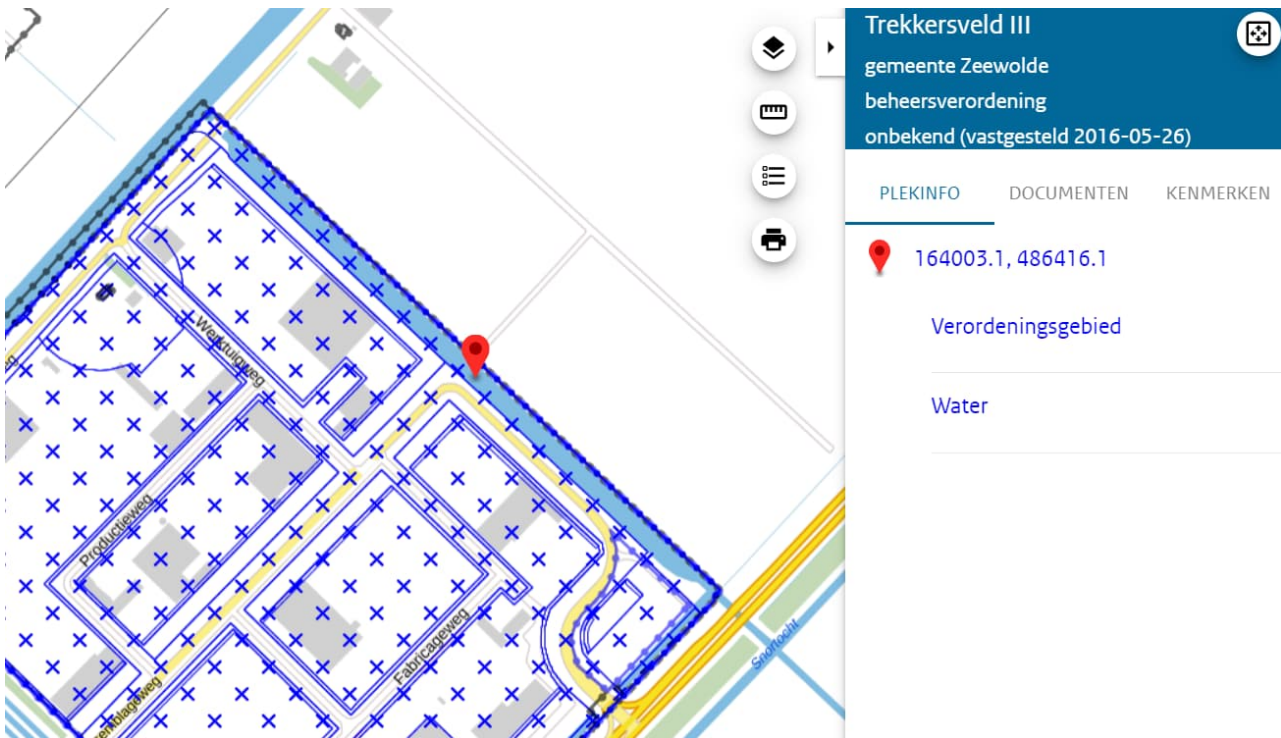 Trekkersveld III
gemeente Zeewolde
beheersverordening
onbekend (vastgesteld 2016-05-26)
PLEKINFO DOCUMENTEN KENMERKEN
164003.1, 486416.1
Verordeningsgebied
Water
Werktuigweg
Productieweg
Fabricageweg
Snortocht